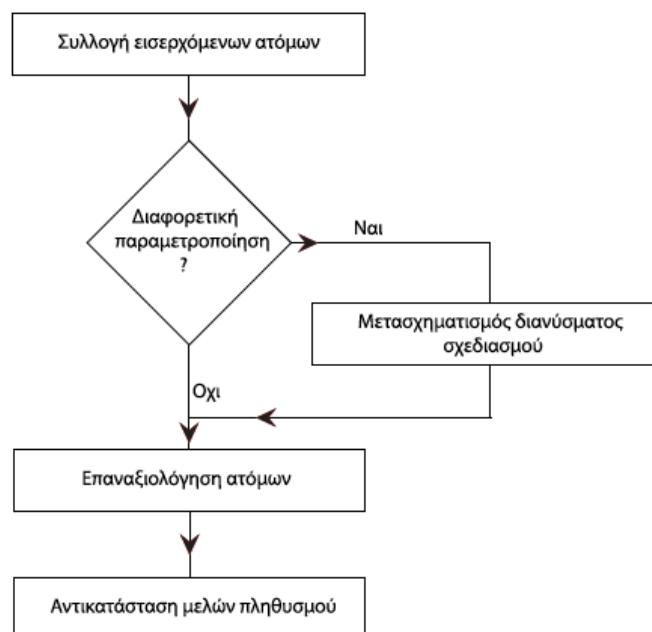 Συλλογή εισερχόμενων ατόμων
Διαφορετική
παραμετροποίηση
?
Ναι
Μετασχηματισμός διανύσματος
σχεδιασμού
Οχι
Επαναξιολόγηση ατόμων
Αντικατάσταση μελών πληθυσμού